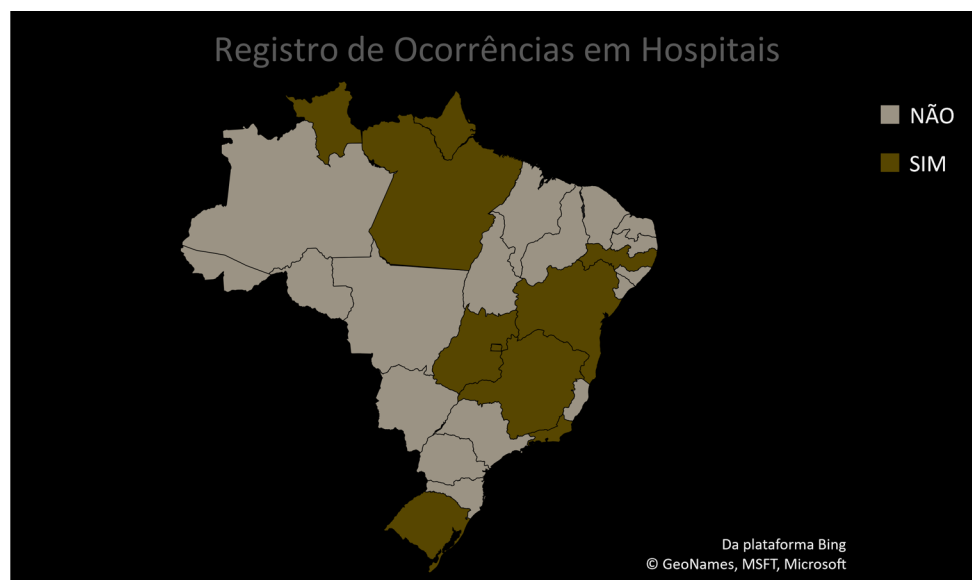 Registro de Ocorrências em Hospitais
NÃO
SIM
Da plataforma Bing
© GeoNames, MSFT, Microsoft